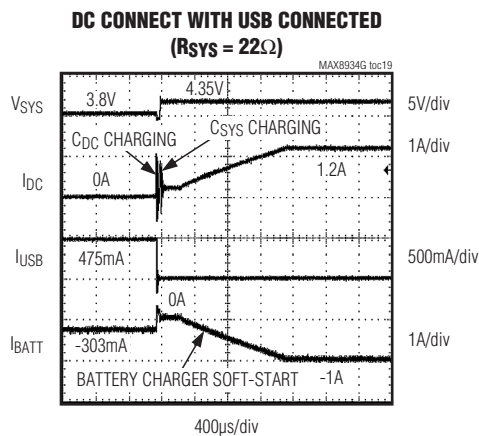 DC CONNECT WITH USB CONNECTED
(RSYS = 22Ω)
MAX8934G toc19
VSYS
3.8V
4.35V
5V/div
CDC CHARGING
CSYS CHARGING
1A/div
IDC
0A
1.2A
IUSB
475mA
500mA/div
0A
IBATT
-303mA
1A/div
BATTERY CHARGER SOFT-START
-1A
400µs/div